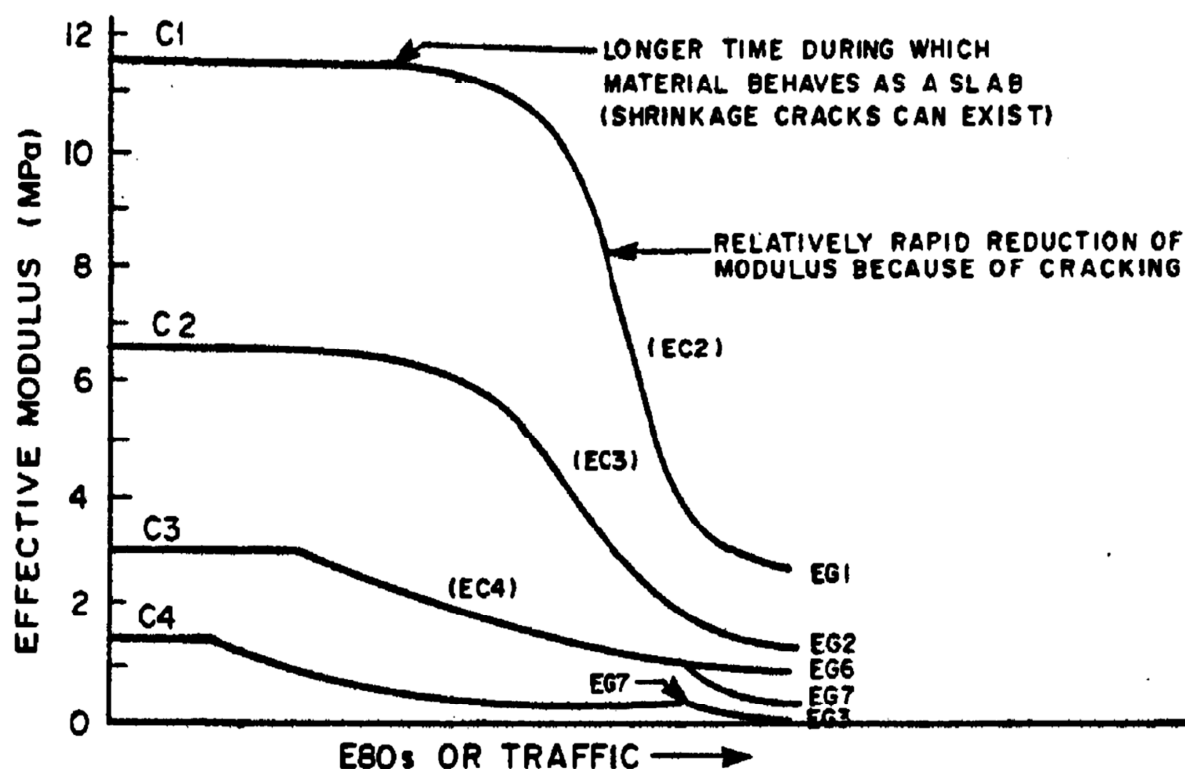 12
C1
LONGER TIME DURING WHICH
MATERIAL BEHAVES AS A SLAB
(SHRINKAGE CRACKS CAN EXIST)
10
RELATIVELY RAPID REDUCTION OF
MODULUS BECAUSE OF CRACKING
8
C2
(EC2)
6
(EC3)
4
C3
(EC4)
EG1
2
C4
EG2
EG6
EG7
EG7
EG3
0
EFFECTIVE MODULUS (MPa)
E80s OR TRAFFIC